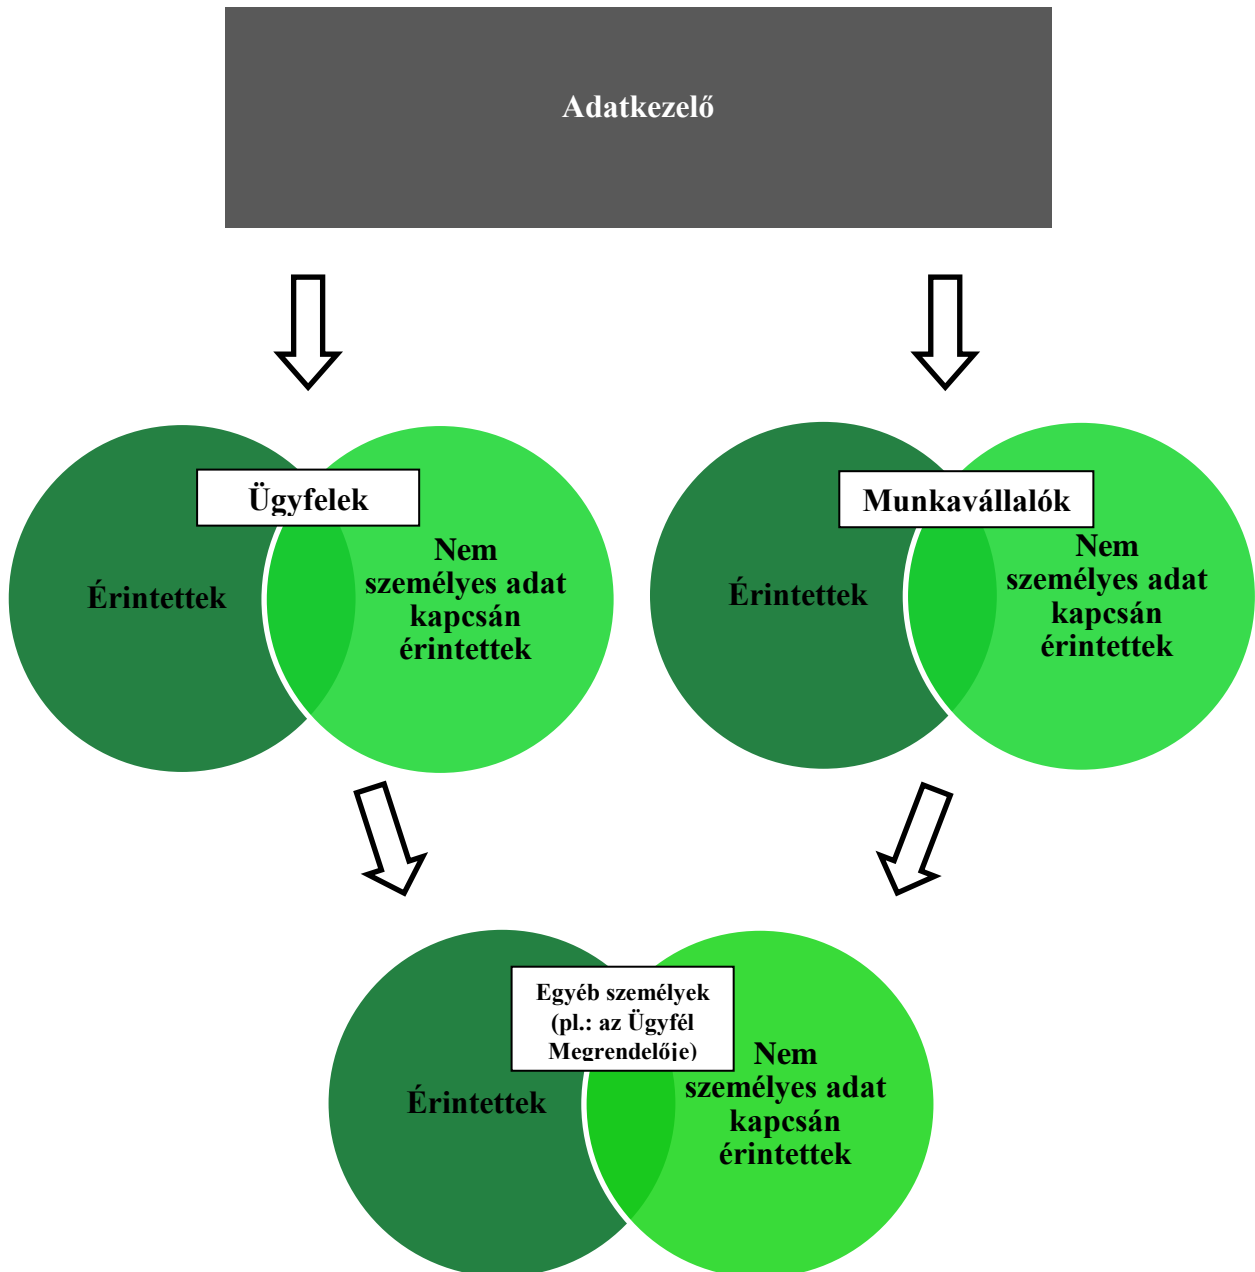 Adatkezelő
Ügyfelek
Érintettek
Nem
személyes adat
kapcsán
érintettek
Munkavállalók
Érintettek
Nem
személyes adat
kapcsán
érintettek
Egyéb személyek
(pl.: az Ügyfél
Megrendelője)
Érintettek
Nem
személyes adat
kapcsán
érintettek